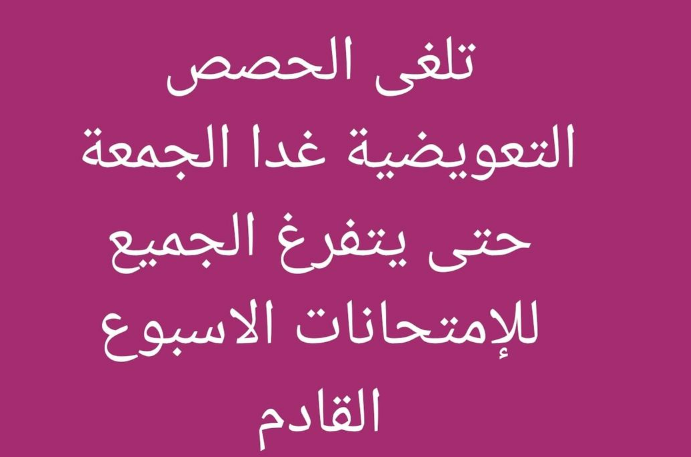 تلغى الحصص
التعويضية غدا الجمعة
حتى يتفرغ الجميع
للإمتحانات الاسبوع
القادم